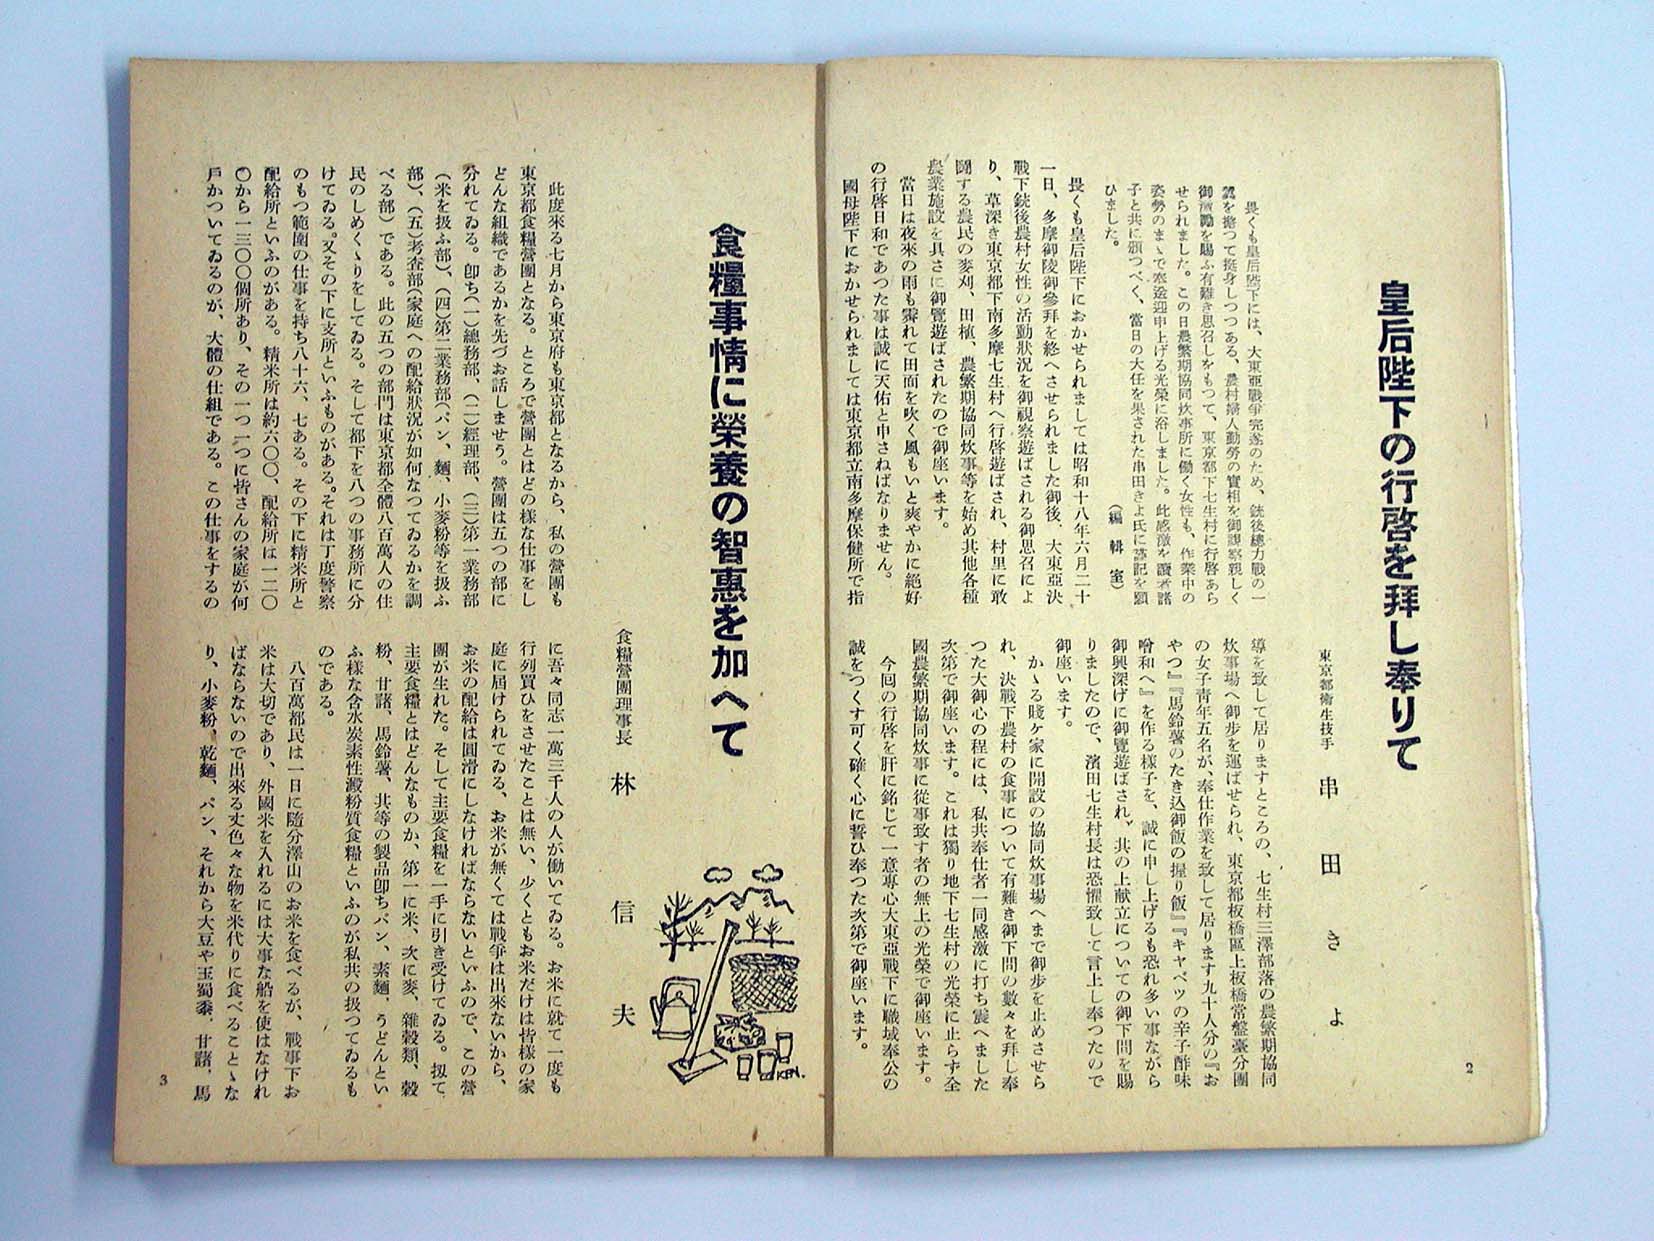 皇后陛下の行啓を拜し奉りて
東京都衛生技手　串田きよ
畏くも皇后陛下には、大東亞戰爭完遂のため、銃後總力戰の一
翼を擔つて挺身しつつある、農村婦人勤勞の實相を御視察親しく
御激勵を賜ふ有難き思召しをもつて、東京都下七生村に行啓あら
せられました。この日農繁期協同炊事所に働く女性も、作業中の
姿勢のまゝで奉送迎申上げる光榮に浴しました。此感激を讀者諸
子と共に頒つべく、當日の大任を果された串田きよ氏に謹記を願
ひました。　（編輯室）
畏くも皇后陛下におかせられましては昭和十八年六月二十
一日、多摩御陵御參拜を終へさせられました御後、大東亞決
戰下銃後農村女性の活動狀況を御視察遊ばされる御思召によ
り、草深き東京都下南多摩七生村へ行啓遊ばされ、村里に敢
鬪する農民の麥刈、田植、農繁期協同炊事等を始め其他各種
農業施設を具さに御覽遊ばされたので御座います。
當日は夜來の雨も霽れて田面を吹く風もいと爽やかに絶好
の行啓日和であつた事は誠に天佑と申さねばなりません。
國母陛下におかせられましては東京都立南多摩保健所で指
導を致して居りますところの、七生村三澤部落の農繁期協同
炊事場へ御步を運ばせられ、東京都板橋區上板橋常盤臺分團
の女子靑年五名が、奉仕作業を致して居ります九十人分の『お
やつ』『馬鈴薯のたき込御飯の握り飯』『キャベツの辛子酢味
噌和へ』を作る樣子を、誠に申し上げるも恐れ多い事ながら
御興深げに御覽遊ばされ、其の上献立についての御下問を賜
りましたので、濱田七生村長は恐懼致して言上し奉つたので
御座います。
かゝる賤ケ家に開設の協同炊事場へまで御步を止めさせら
れ、決戰下農村の食事について有難き御下問の數々を拜し奉
つた大御心の程には、私共奉仕者一同感激に打ち震へました
次第で御座います。これは獨り地下七生村の光榮に止らず全
國農繁期協同炊事に從事致す者の無上の光榮で御座います。
今回の行啓を肝に銘じて一意專心大東亞戰下に職域奉公の
誠をつくす可く確く心に誓ひ奉つた次第で御座います。
2
食糧事情に榮養の智惠を加へて
食糧營團理事長　林信夫
KEN.
此度來る七月から東京府も東京都となるから、私の營團も
東京都食糧營團となる。ところで營團とはどの樣な仕事をし
どんな組織であるかを先づお話しませう。營團は五つの部に
分れてゐる。卽ち（一）總務部、（二）經理部、（三）第一業務部
（米を扱ふ部）、（四）第二業務部（パン、麵、小麥粉等を扱ふ
部）、（五）考査部（家庭への配給狀況が如何なつてゐるかを調
べる部）である。此の五つの部門は東京都全體八百萬人の住
民のしめくゝりをしてゐる。そして都下を八つの事務所に分
けてゐる。又その下に支所といふものがある。それは丁度警察
のもつ範圍の仕事を持ち八十六、七ある。その下に精米所と
配給所といふのがある。精米所は約六〇〇、配給所は一二〇
〇から一三〇〇個所あり、その一つ一つに皆さんの家庭が何
戶かついてゐるのが、大體の仕組である。この仕事をするの
に吾々同志一萬三千人の人が働いてゐる。お米に就て一度も
行列買ひをさせたことは無い、少くともお米だけは皆樣の家
庭に屆けられてゐる、お米が無くては戰爭は出來ないから、
お米の配給は圓滑にしなければならないといふので、この營
團が生れた。そして主要食糧を一手に引き受けてゐる。扨て
主要食糧とはどんなものか、第一に米、次に麥、雜穀類、穀
粉、甘諸、馬鈴薯、共等の製品卽ちパン、素麵、うどんとい
ふ樣な含水炭素性澱粉質食糧といふのが私共の扱つてゐるも
のである。
八百萬都民は一日に隨分澤山のお米を食べるが、戰事下お
米は大切であり、外國米を入れるには大事な船を使はなけれ
ばならないので出來る丈色々な物を米代りに食べることゝな
り、小麥粉、乾麵、パン、それから大豆や玉蜀黍、甘諸、馬
3